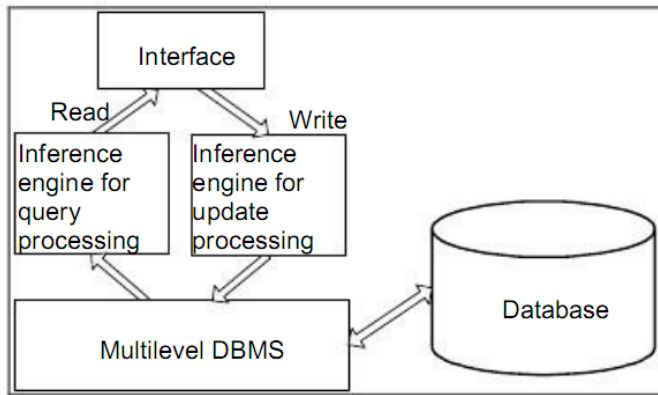 Interface
Read
Write
Inference
engine for
query
processing
Inference
engine for
update
processing
Multilevel DBMS
Database